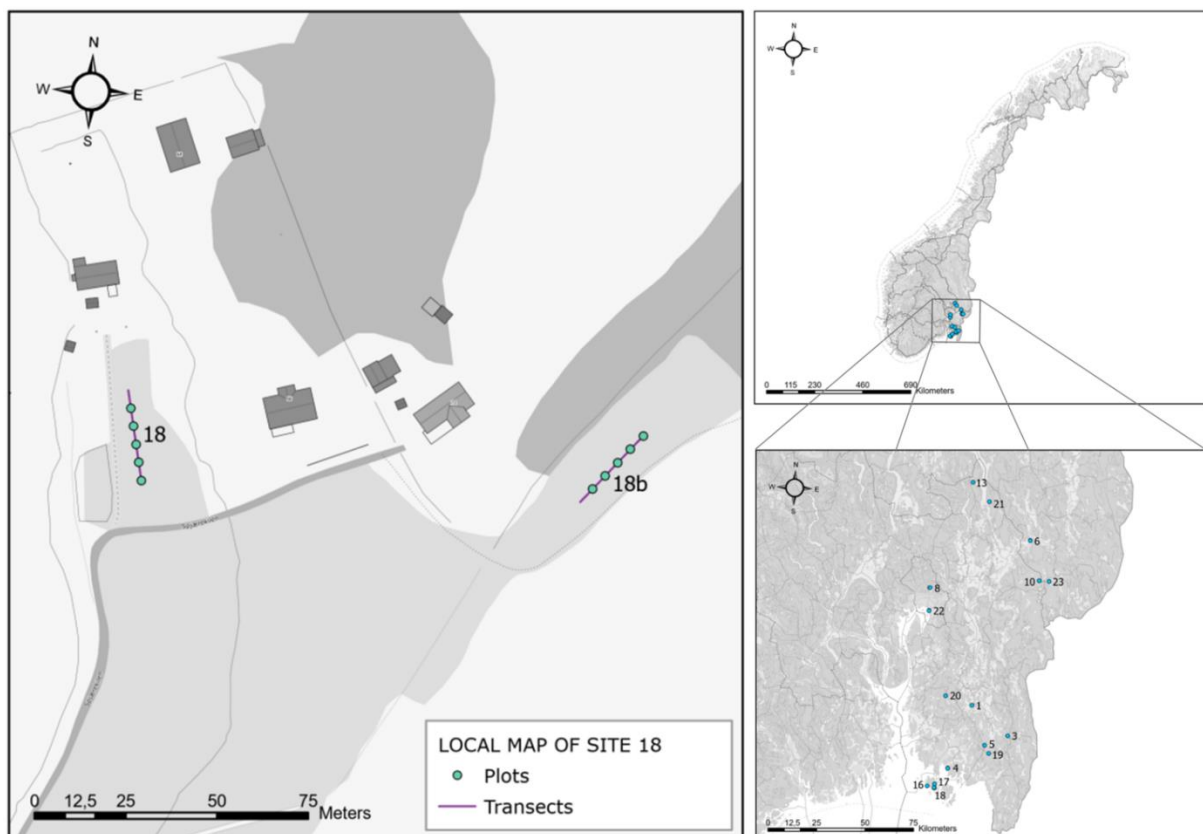 N
W E
S
18
18b
LOCAL MAP OF SITE 18
Plots
Transects
0 12,5 25 50 75
Meters
N
W E
S
0 115 230 460 690
Kilometers
N
W E
S
13
21
6
10 23
8
22
20
1
3
5
19
4
16 17
18
0 12,5 25 50 75
Kilometers